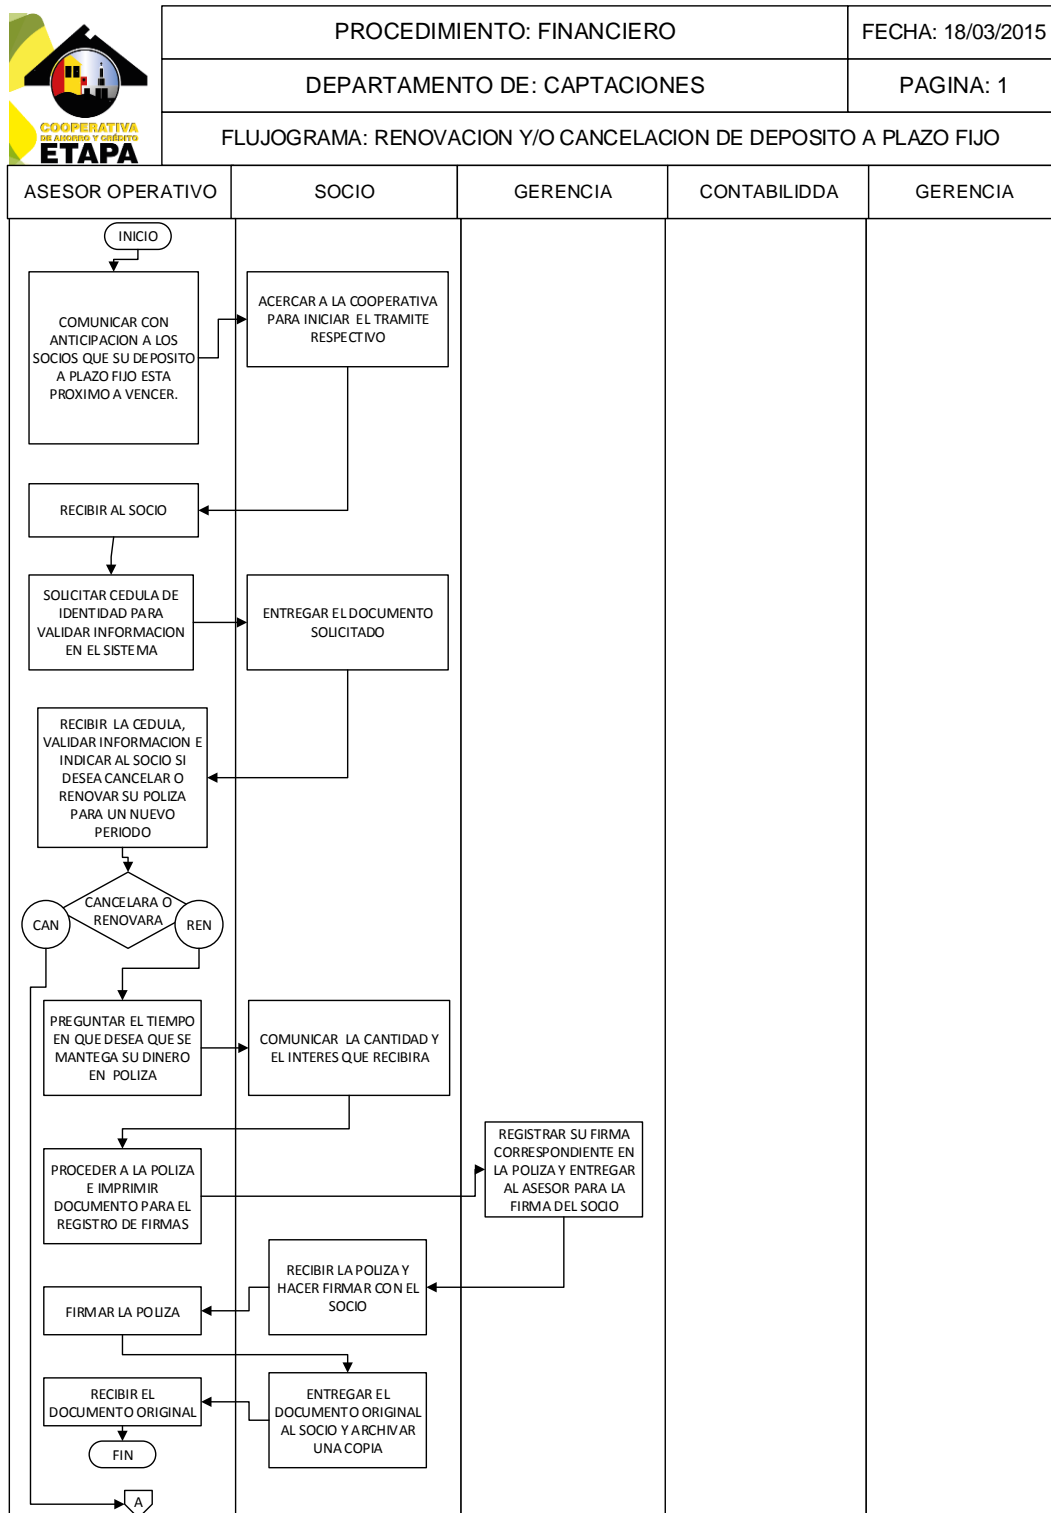 PROCEDIMIENTO: FINANCIERO
FECHA: 18/03/2015
DEPARTAMENTO DE: CAPTACIONES
PAGINA: 1
COOPERATIVA
DE AHORRO Y CRÉDITO
ETAPA
FLUJOGRAMA: RENOVACION Y/O CANCELACION DE DEPOSITO A PLAZO FIJO
ASESOR OPERATIVO
SOCIO
GERENCIA
CONTABILIDDA
GERENCIA
INICIO
COMUNICAR CON
ANTICIPACION A LOS
SOCIOS QUE SU DEPOSITO
A PLAZO FIJO ESTA
PROXIMO A VENCER.
ACERCAR A LA COOPERATIVA
PARA INICIAR EL TRAMITE
RESPECTIVO
RECIBIR AL SOCIO
SOLICITAR CEDULA DE
IDENTIDAD PARA
VALIDAR INFORMACION
EN EL SISTEMA
ENTREGAR EL DOCUMENTO
SOLICITADO
RECIBIR LA CEDULA,
VALIDAR INFORMACION E
INDICAR AL SOCIO SI
DESEA CANCELAR O
RENOVAR SU POLIZA
PARA UN NUEVO
PERIODO
CANCELARA O
RENOVARA
CAN
REN
PREGUNTAR EL TIEMPO
EN QUE DESEA QUE SE
MANTEGA SU DINERO
EN POLIZA
COMUNICAR LA CANTIDAD Y
EL INTERES QUE RECIBIRA
PROCEDER A LA POLIZA
E IMPRIMIR
DOCUMENTO PARA EL
REGISTRO DE FIRMAS
REGISTRAR SU FIRMA
CORRESPONDIENTE EN
LA POLIZA Y ENTREGAR
AL ASESOR PARA LA
FIRMA DEL SOCIO
RECIBIR LA POLIZA Y
HACER FIRMAR CON EL
SOCIO
FIRMAR LA POLIZA
ENTREGAR EL
DOCUMENTO ORIGINAL
AL SOCIO Y ARCHIVAR
UNA COPIA
RECIBIR EL
DOCUMENTO ORIGINAL
FIN
A